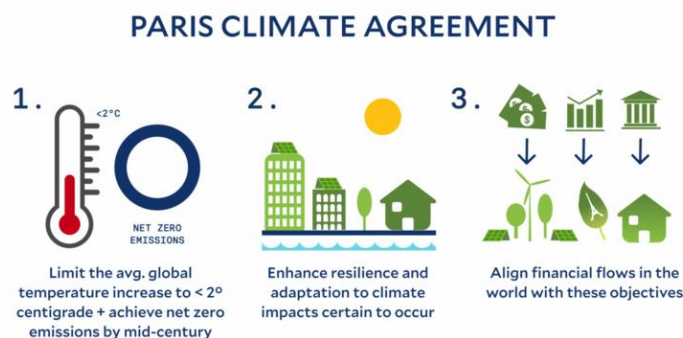 PARIS CLIMATE AGREEMENT
1.
<2°C
NET ZERO
EMISSIONS
Limit the avg. global
temperature increase to < 2°
centigrade + achieve net zero
emissions by mid-century
2.
Enhance resilience and
adaptation to climate
impacts certain to occur
3.
$
$
Align financial flows in the
world with these objectives